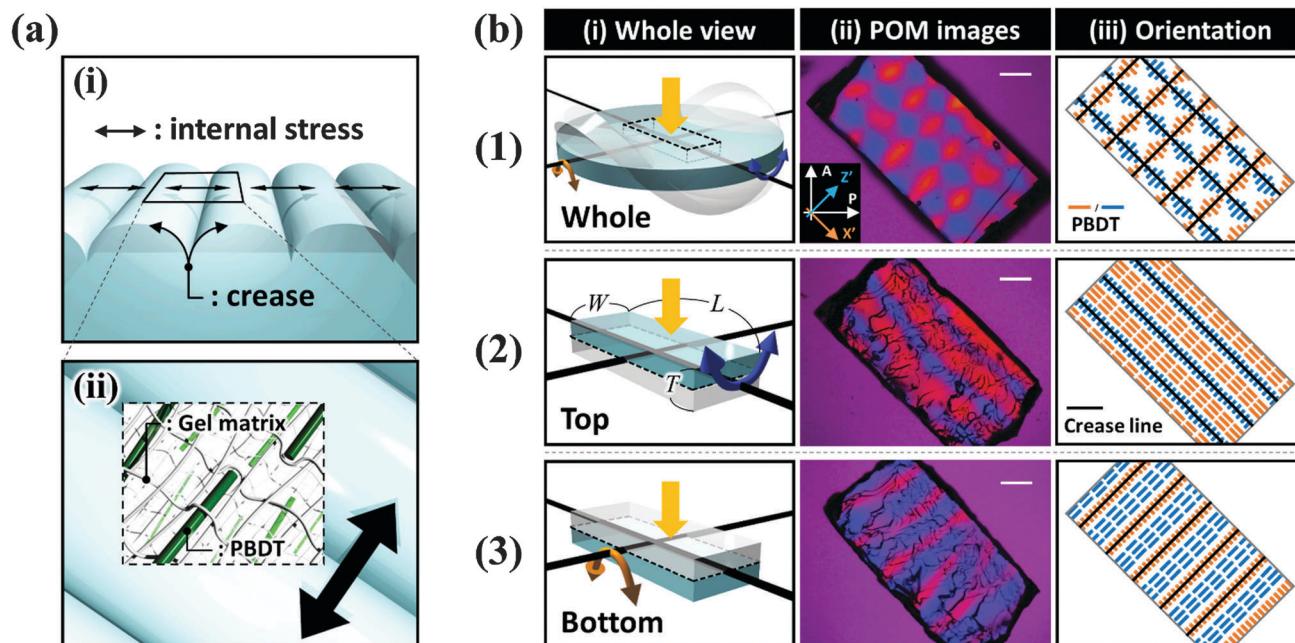 (a)
(i)
: internal stress
: crease
(ii)
: Gel matrix
: PBDT
(b)
(i) Whole view
(ii) POM images
(iii) Orientation
(1)
Whole
A
Z'
P
X'
/
PBDT
(2)
W
L
T
Top
Crease line
(3)
Bottom